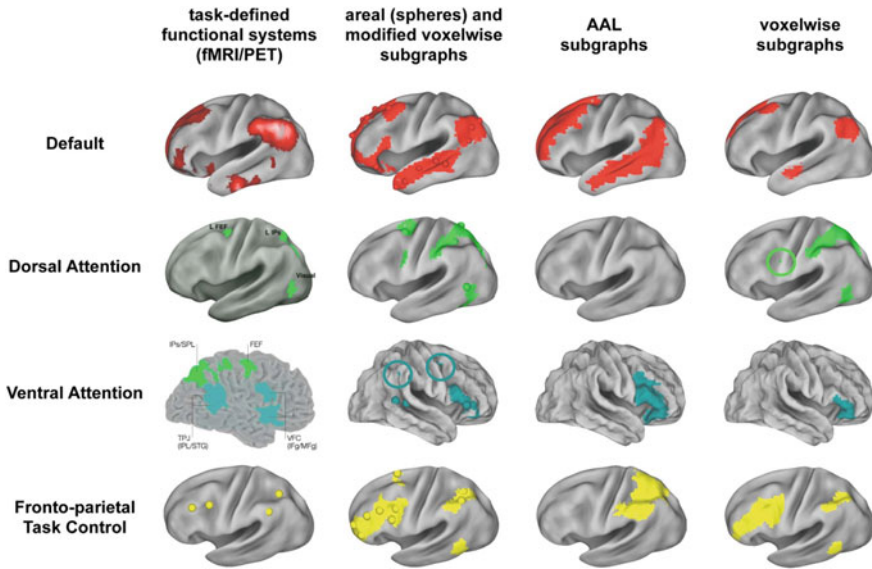 task-defined
functional systems
(fMRI/PET)
areal (spheres) and
modified voxelwise
subgraphs
AAL
subgraphs
voxelwise
subgraphs
Default
Dorsal Attention
L FEF
L IPs
Visual
Ventral Attention
IPs/SPL
FEF
TPJ
(IPL/STG)
VFC
(IFg/MFg)
Fronto-parietal
Task Control